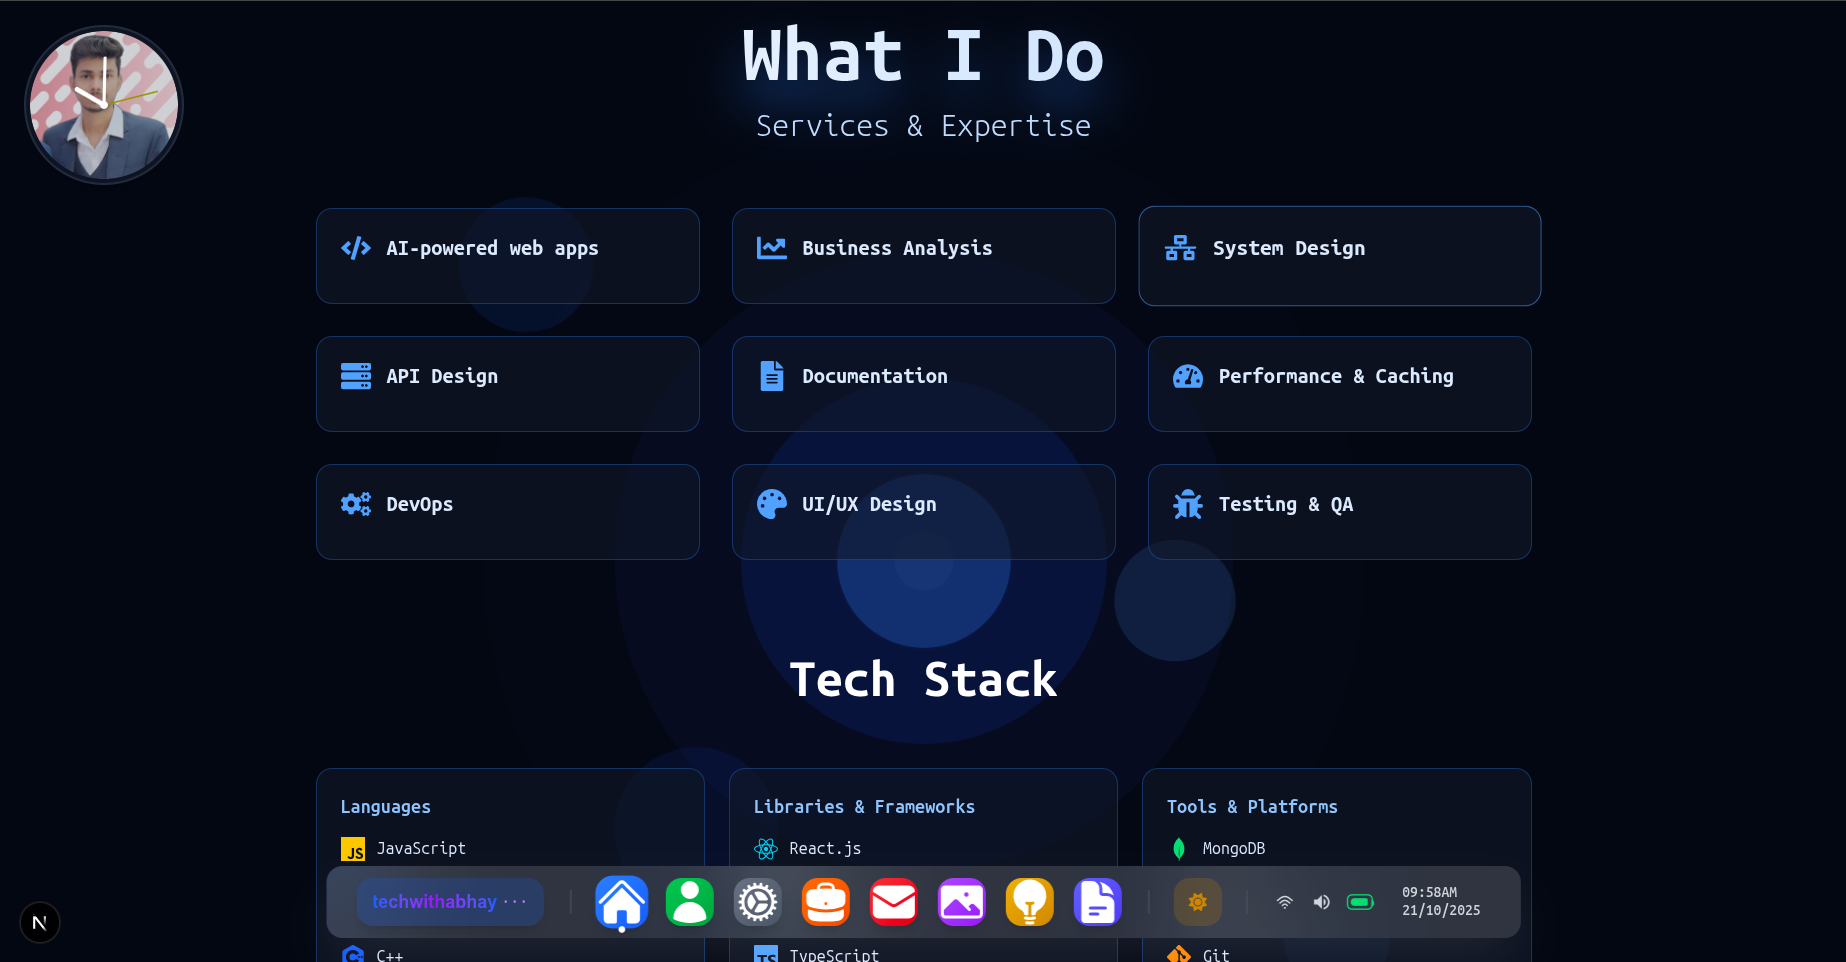 What I Do
Services & Expertise
AI-powered web apps
Business Analysis
System Design
API Design
Documentation
Performance & Caching
DevOps
UI/UX Design
Testing & QA
Tech Stack
Languages
JS JavaScript
C++
Libraries & Frameworks
React.js
TS TypeScript
Tools & Platforms
MongoDB
Git
techwithabhay ···
09:58AM
21/10/2025
N